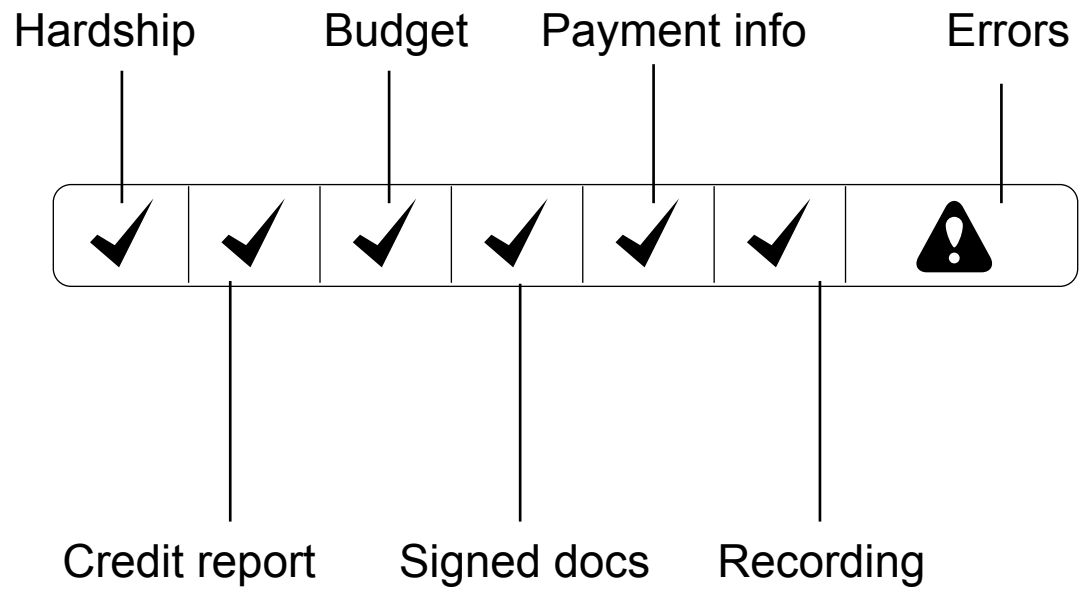 Hardship
Budget
Payment info
Errors
Credit report
Signed docs
Recording